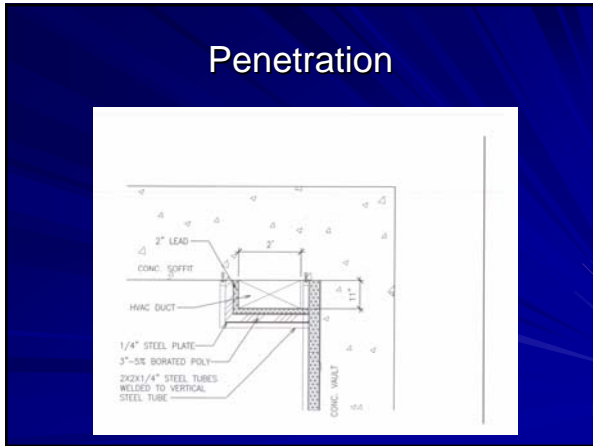 Penetration
2" LEAD
2'
CONC. SOFFIT
HVAC DUCT
11"
1/4" STEEL PLATE
3"-5% BORATED POLY
2X2X1/4" STEEL TUBES
WELDED TO VERTICAL
STEEL TUBE
CONC. VAULT